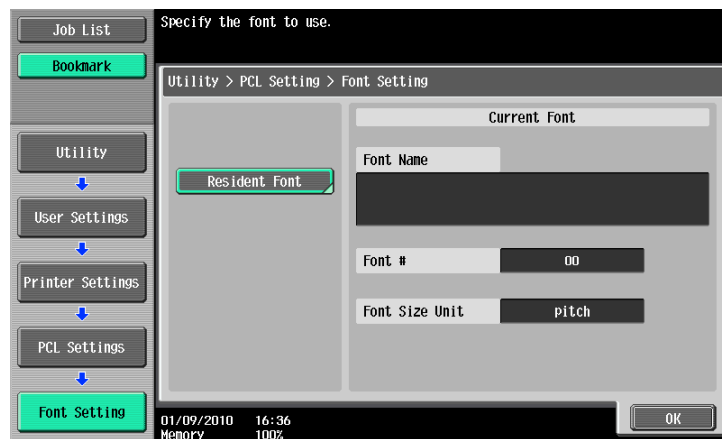 Job List
Bookmark
Specify the font to use.
Utility > PCL Setting > Font Setting
Utility
User Settings
Printer Settings
PCL Settings
Font Setting
Resident Font
Current Font
Font Name
Font # 00
Font Size Unit pitch
01/09/2010 16:36
Memory 100%
OK